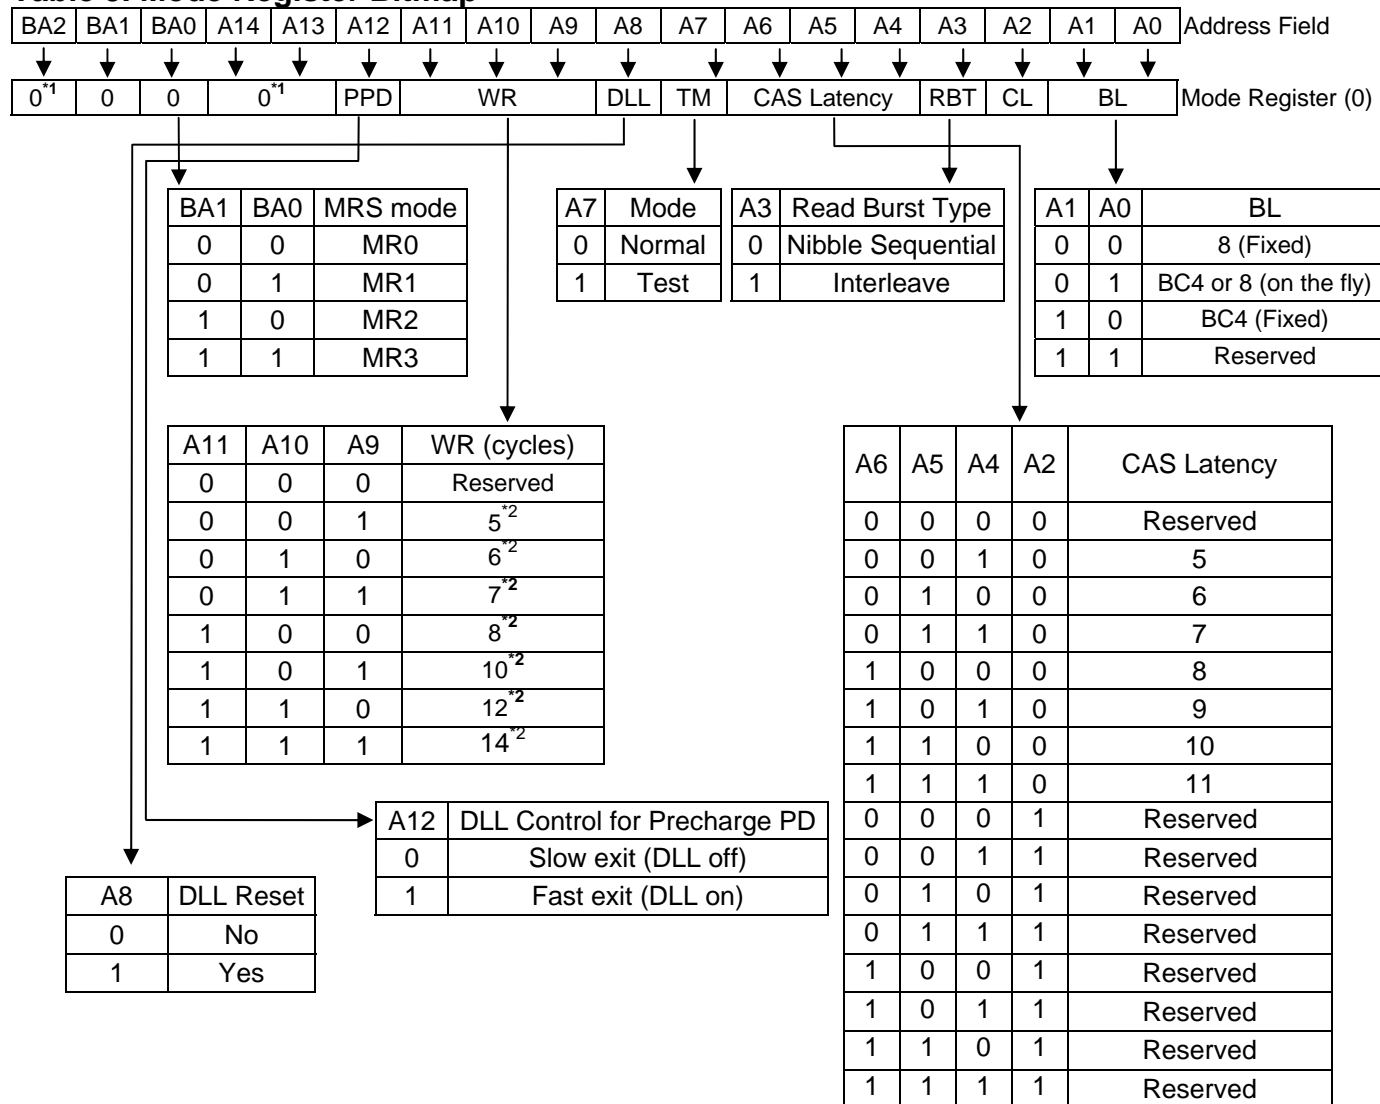 BA2 BA1 BA0 A14 A13 A12 A11 A10 A9 A8 A7 A6 A5 A4 A3 A2 A1 A0 Address Field
0*1 0 0 0*1 PPD WR DLL TM CAS Latency RBT CL BL Mode Register (0)
BA1 BA0 MRS mode
0 0 MR0
0 1 MR1
1 0 MR2
1 1 MR3
A7 Mode
0 Normal
1 Test
A3 Read Burst Type
0 Nibble Sequential
1 Interleave
A1 A0 BL
0 0 8 (Fixed)
0 1 BC4 or 8 (on the fly)
1 0 BC4 (Fixed)
1 1 Reserved
A11 A10 A9 WR (cycles)
0 0 0 Reserved
0 0 1 5*2
0 1 0 6*2
0 1 1 7*2
1 0 0 8*2
1 0 1 10*2
1 1 0 12*2
1 1 1 14*2
A6 A5 A4 A2 CAS Latency
0 0 0 0 Reserved
0 0 1 0 5
0 1 0 0 6
0 1 1 0 7
1 0 0 0 8
1 0 1 0 9
1 1 0 0 10
1 1 1 0 11
0 0 0 1 Reserved
0 0 1 1 Reserved
0 1 0 1 Reserved
0 1 1 1 Reserved
1 0 0 1 Reserved
1 0 1 1 Reserved
1 1 0 1 Reserved
1 1 1 1 Reserved
A12 DLL Control for Precharge PD
0 Slow exit (DLL off)
1 Fast exit (DLL on)
A8 DLL Reset
0 No
1 Yes